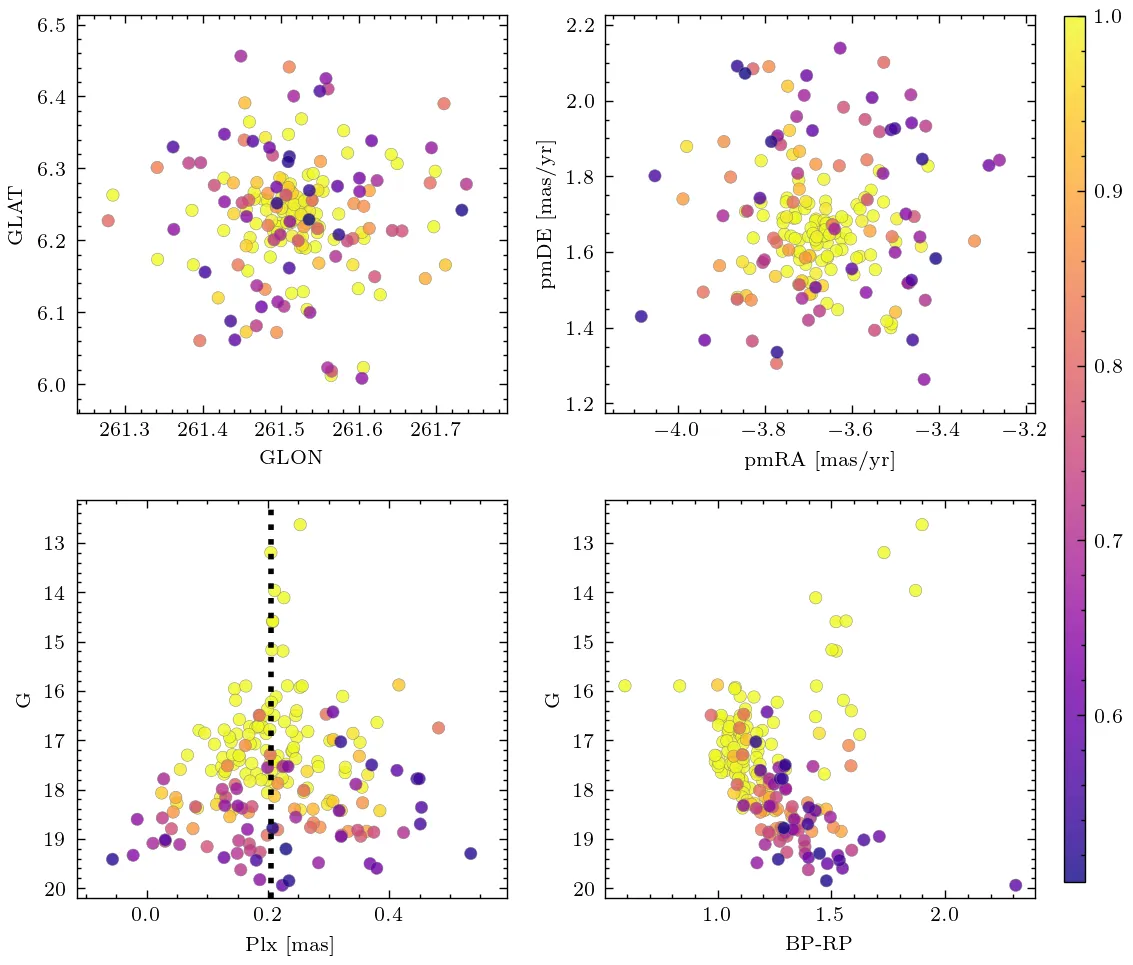 6.5
6.4
6.3
6.2
6.1
6.0
GLAT
261.3 261.4 261.5 261.6 261.7
GLON
2.2
2.0
1.8
1.6
1.4
1.2
pmDE [mas/yr]
−4.0 −3.8 −3.6 −3.4 −3.2
pmRA [mas/yr]
13
14
15
16
17
18
19
20
G
0.0 0.2 0.4
Plx [mas]
13
14
15
16
17
18
19
20
G
1.0 1.5 2.0
BP-RP
1.0
0.9
0.8
0.7
0.6